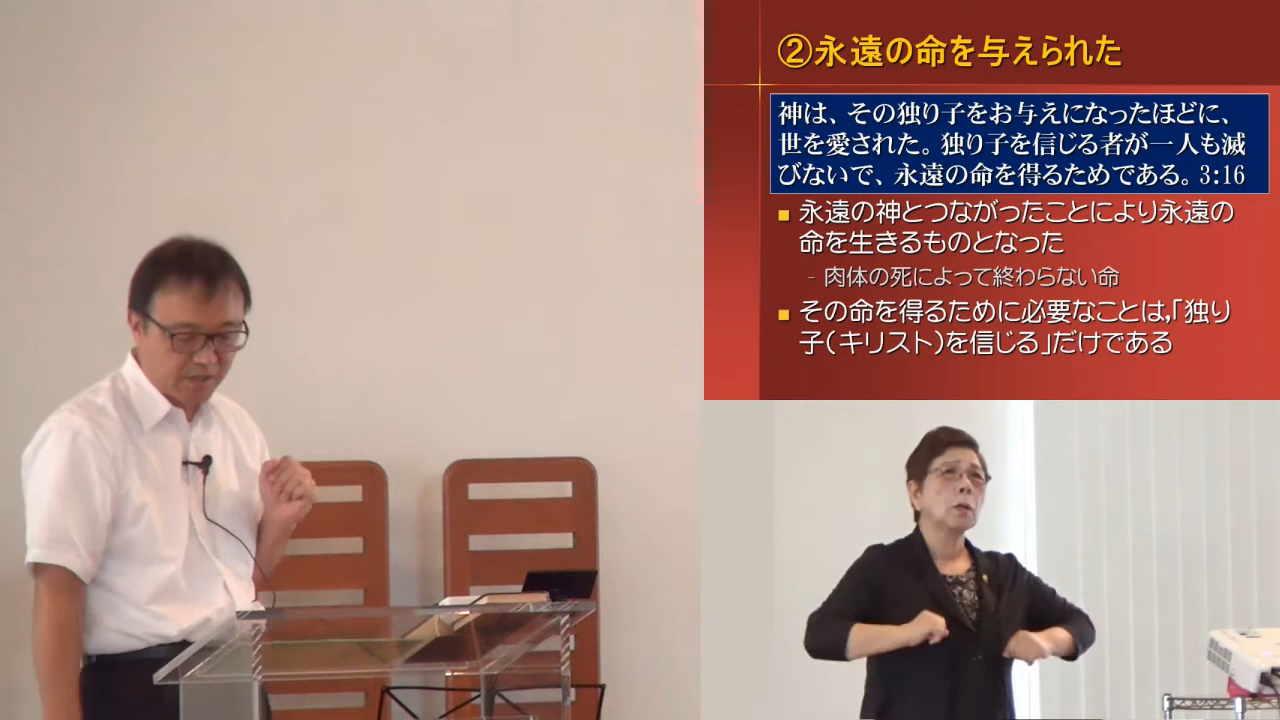 ②永遠の命を与えられた
神は、その独り子をお与えになったほどに、
世を愛された。独り子を信じる者が一人も滅
びないで、永遠の命を得るためである。3:16
■ 永遠の神とつながったことにより永遠の
命を生きるものとなった
- 肉体の死によって終わらない命
■ その命を得るために必要なことは,「独り
子(キリスト)を信じる」だけである